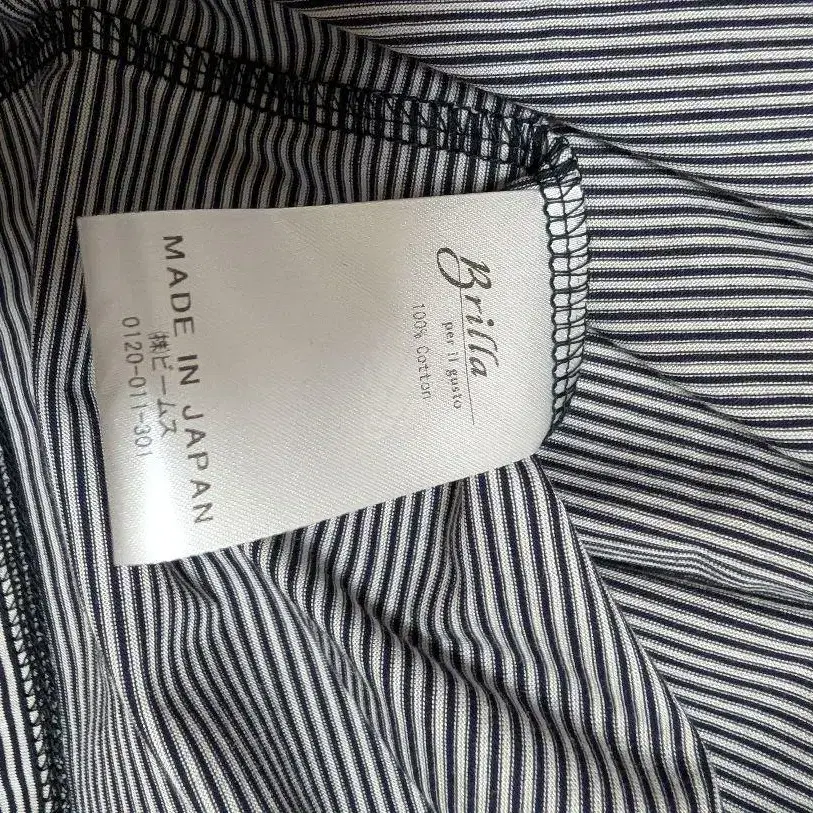 Brilla
per il gusto
100% Cotton
MADE IN JAPAN
㈱ビームス
0120-011-301